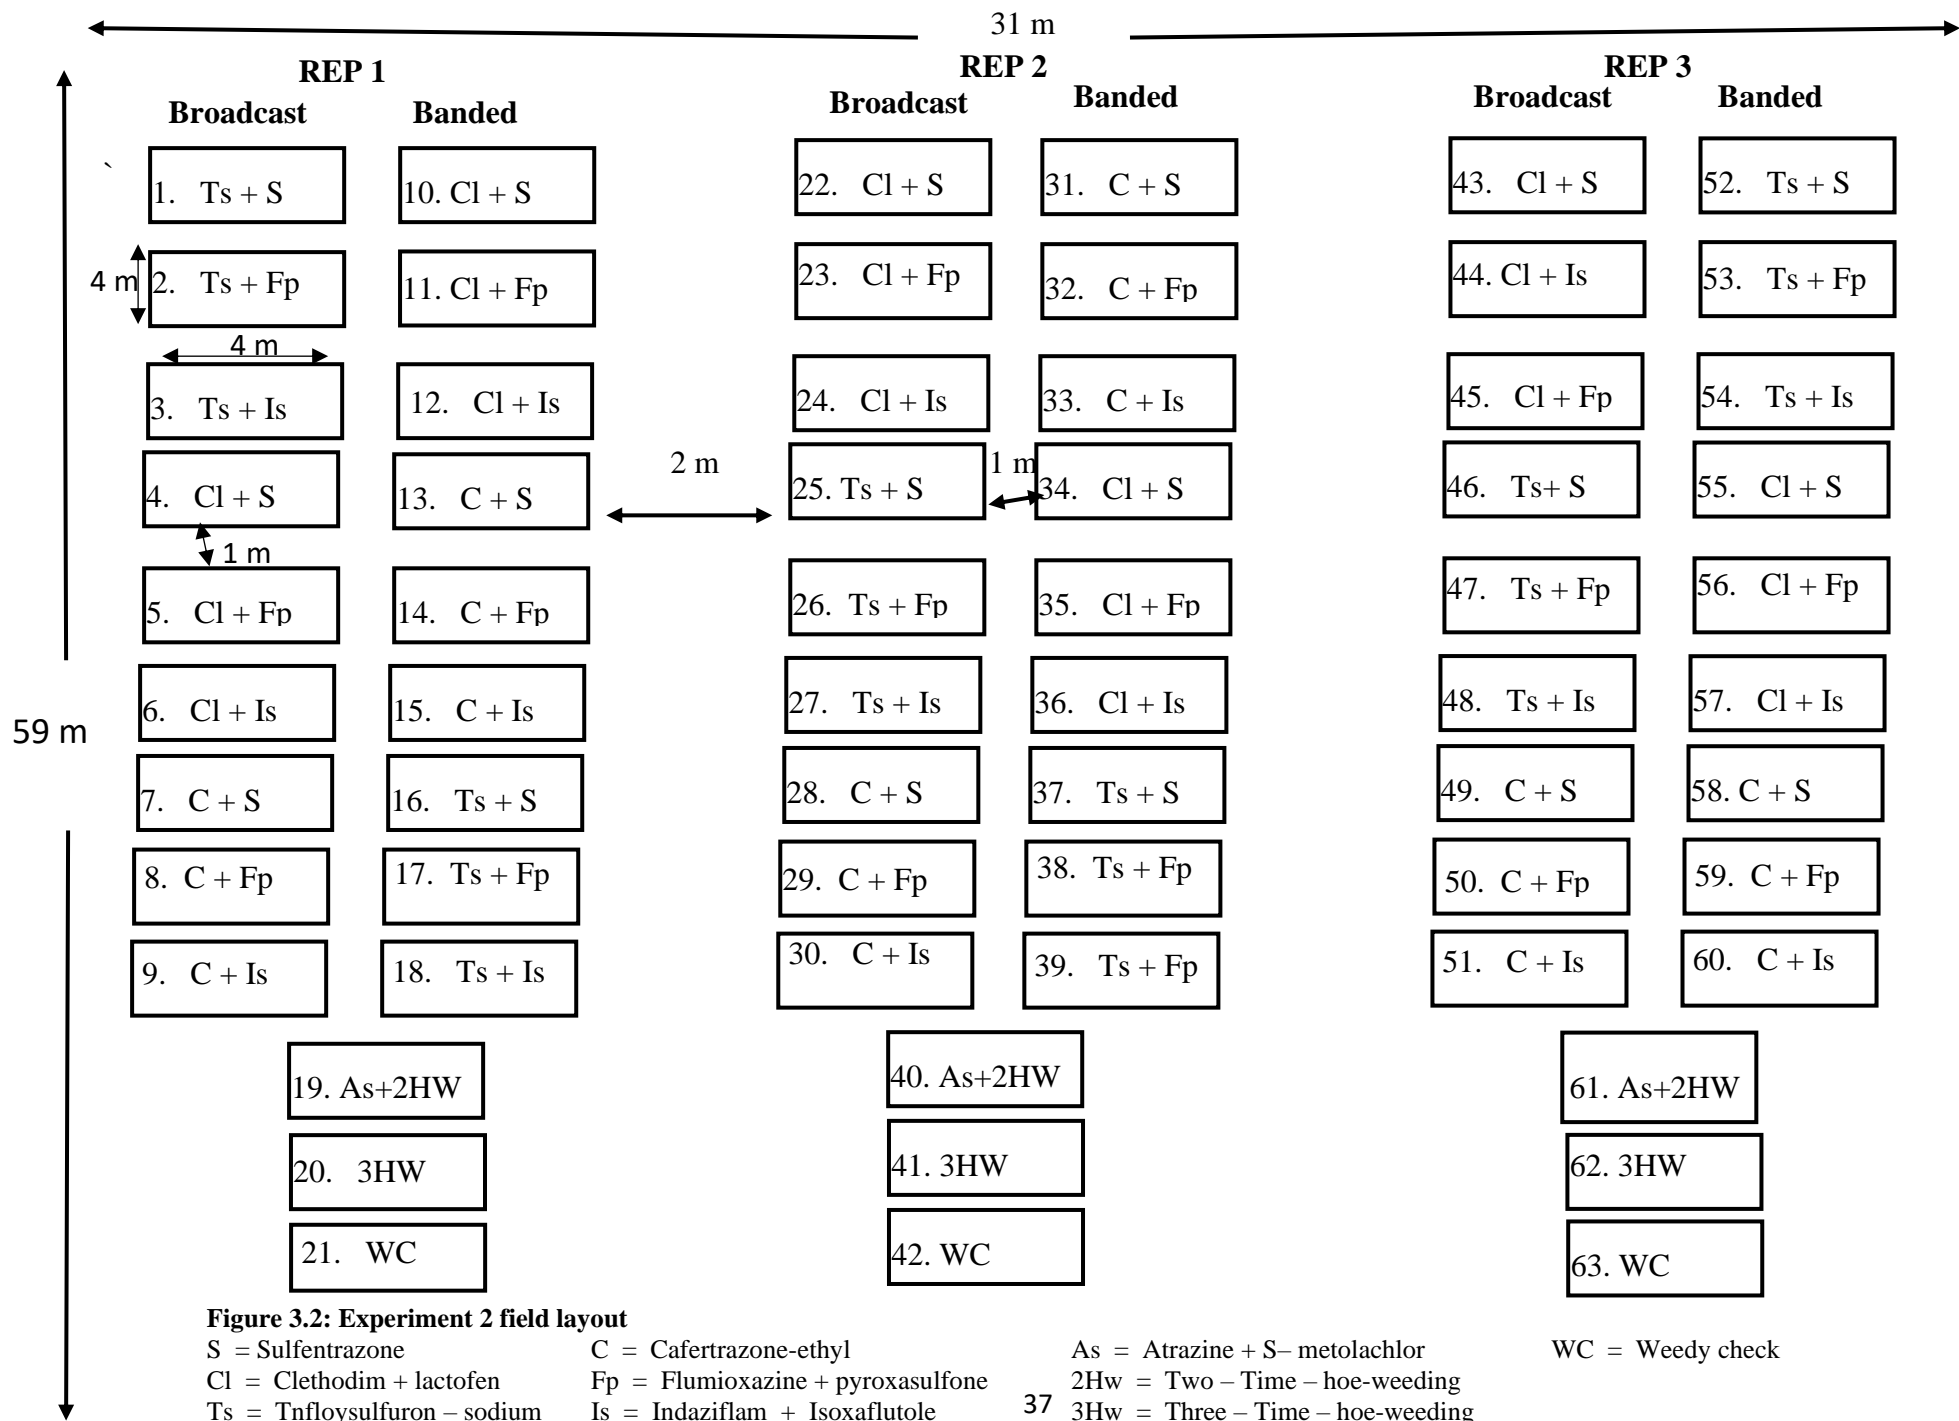 31 m
REP 1 REP 2 REP 3
Broadcast Banded Broadcast Banded Broadcast Banded
`
1. Ts + S 10. Cl + S 22. Cl + S 31. C + S 43. Cl + S 52. Ts + S
4 m 2. Ts + Fp 11. Cl + Fp 23. Cl + Fp 32. C + Fp 44. Cl + Is 53. Ts + Fp
4 m
3. Ts + Is 12. Cl + Is 24. Cl + Is 33. C + Is 45. Cl + Fp 54. Ts + Is
4. Cl + S 13. C + S 2 m 25. Ts + S 1 m 34. Cl + S 46. Ts+ S 55. Cl + S
1 m
5. Cl + Fp 14. C + Fp 26. Ts + Fp 35. Cl + Fp 47. Ts + Fp 56. Cl + Fp
6. Cl + Is 15. C + Is 27. Ts + Is 36. Cl + Is 48. Ts + Is 57. Cl + Is
59 m
7. C + S 16. Ts + S 28. C + S 37. Ts + S 49. C + S 58. C + S
8. C + Fp 17. Ts + Fp 29. C + Fp 38. Ts + Fp 50. C + Fp 59. C + Fp
9. C + Is 18. Ts + Is 30. C + Is 39. Ts + Fp 51. C + Is 60. C + Is
19. As+2HW 40. As+2HW 61. As+2HW
20. 3HW 41. 3HW 62. 3HW
21. WC 42. WC 63. WC
Figure 3.2: Experiment 2 field layout
S = Sulfentrazone C = Cafertrazone-ethyl As = Atrazine + S– metolachlor WC = Weedy check
Cl = Clethodim + lactofen Fp = Flumioxazine + pyroxasulfone 2Hw = Two – Time – hoe-weeding
Ts = Tnfloysulfuron – sodium Is = Indaziflam + Isoxaflutole 37 3Hw = Three – Time – hoe-weeding